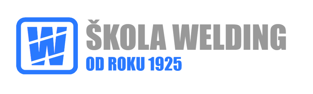 W
ŠKOLA WELDING
OD ROKU 1925